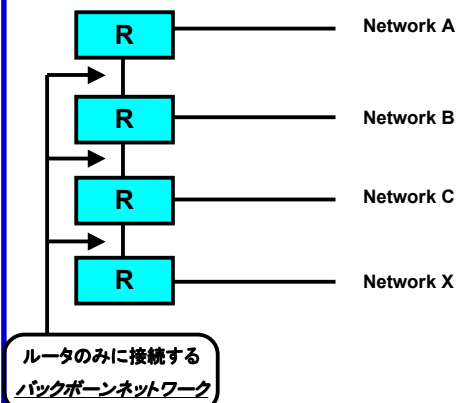 R
Network A
R
Network B
R
Network C
R
Network X
ルータのみに接続する
バックボーンネットワーク